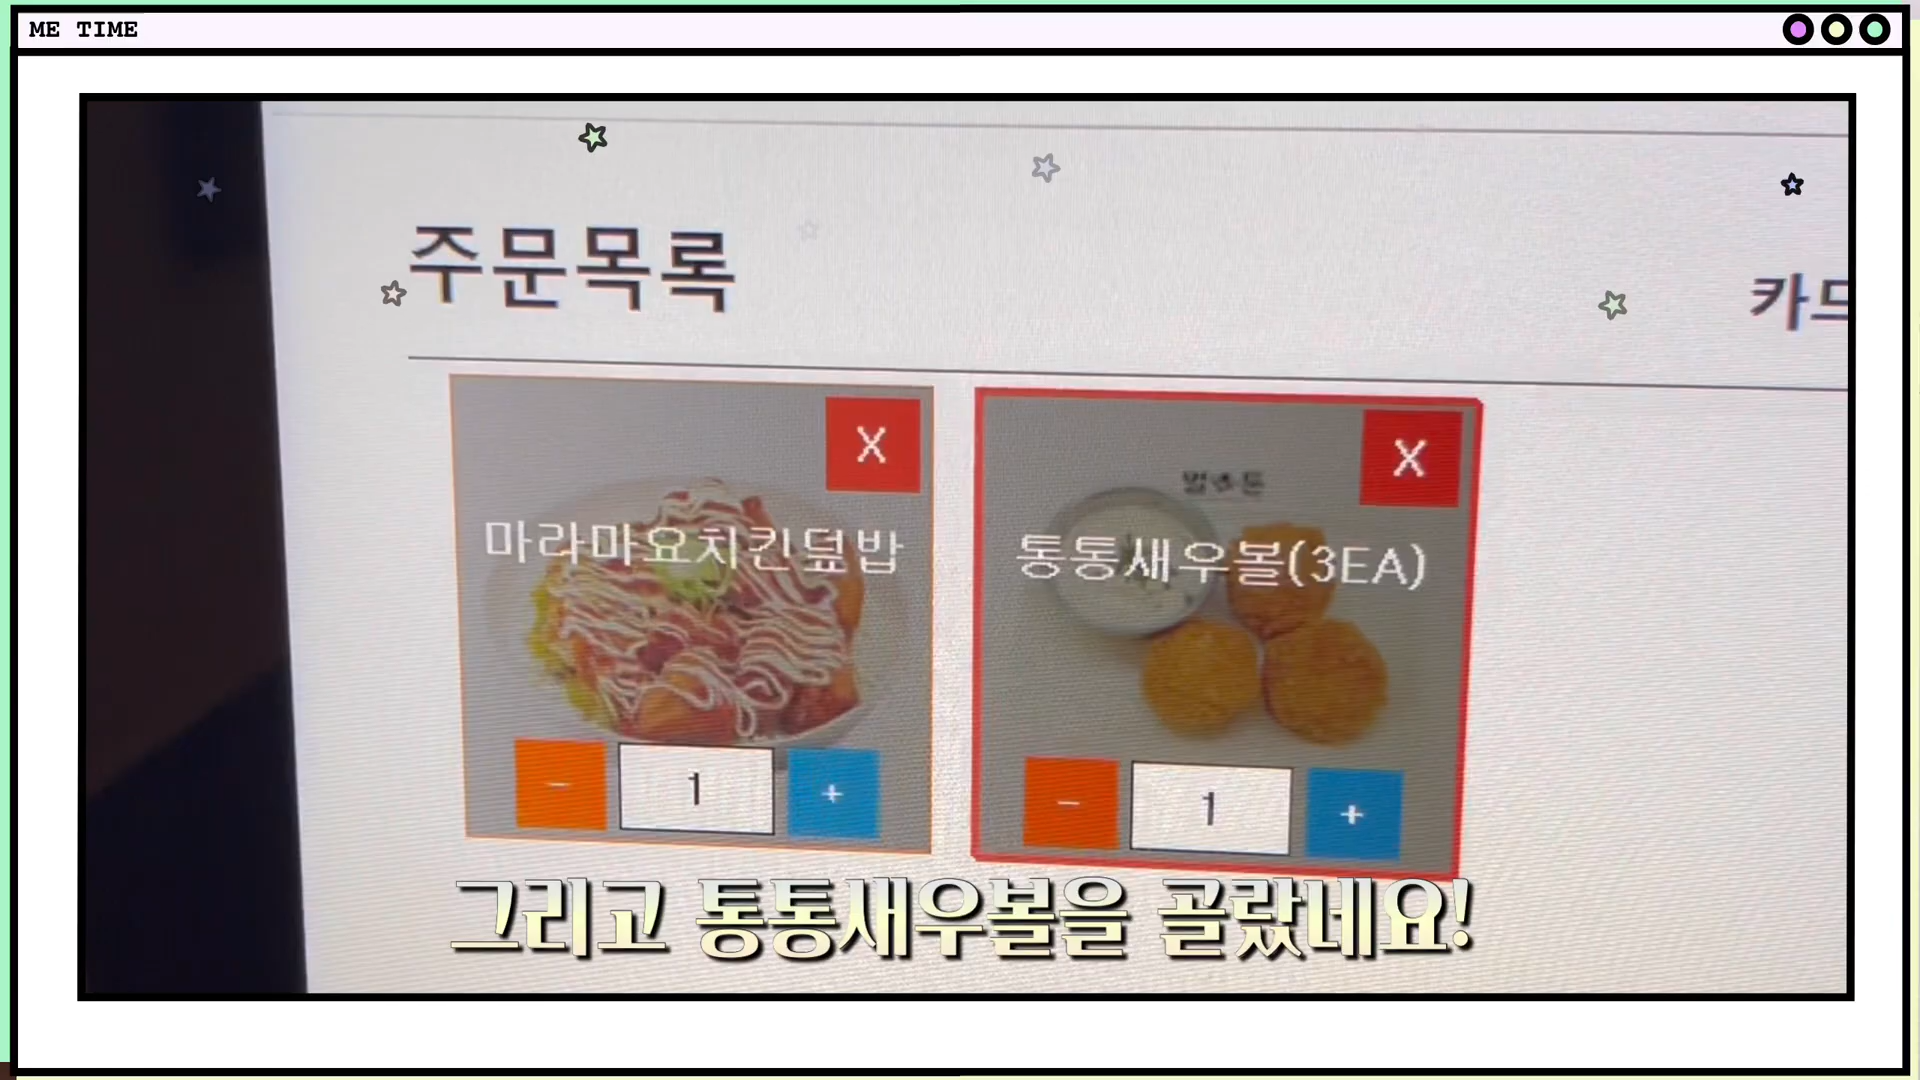 ME TIME
주문목록
카드
X
X
마라마요치킨덮밥
통통새우볼(3EA)
- 1 +
- 1 +
그리고 통통새우볼을 골랐네요!